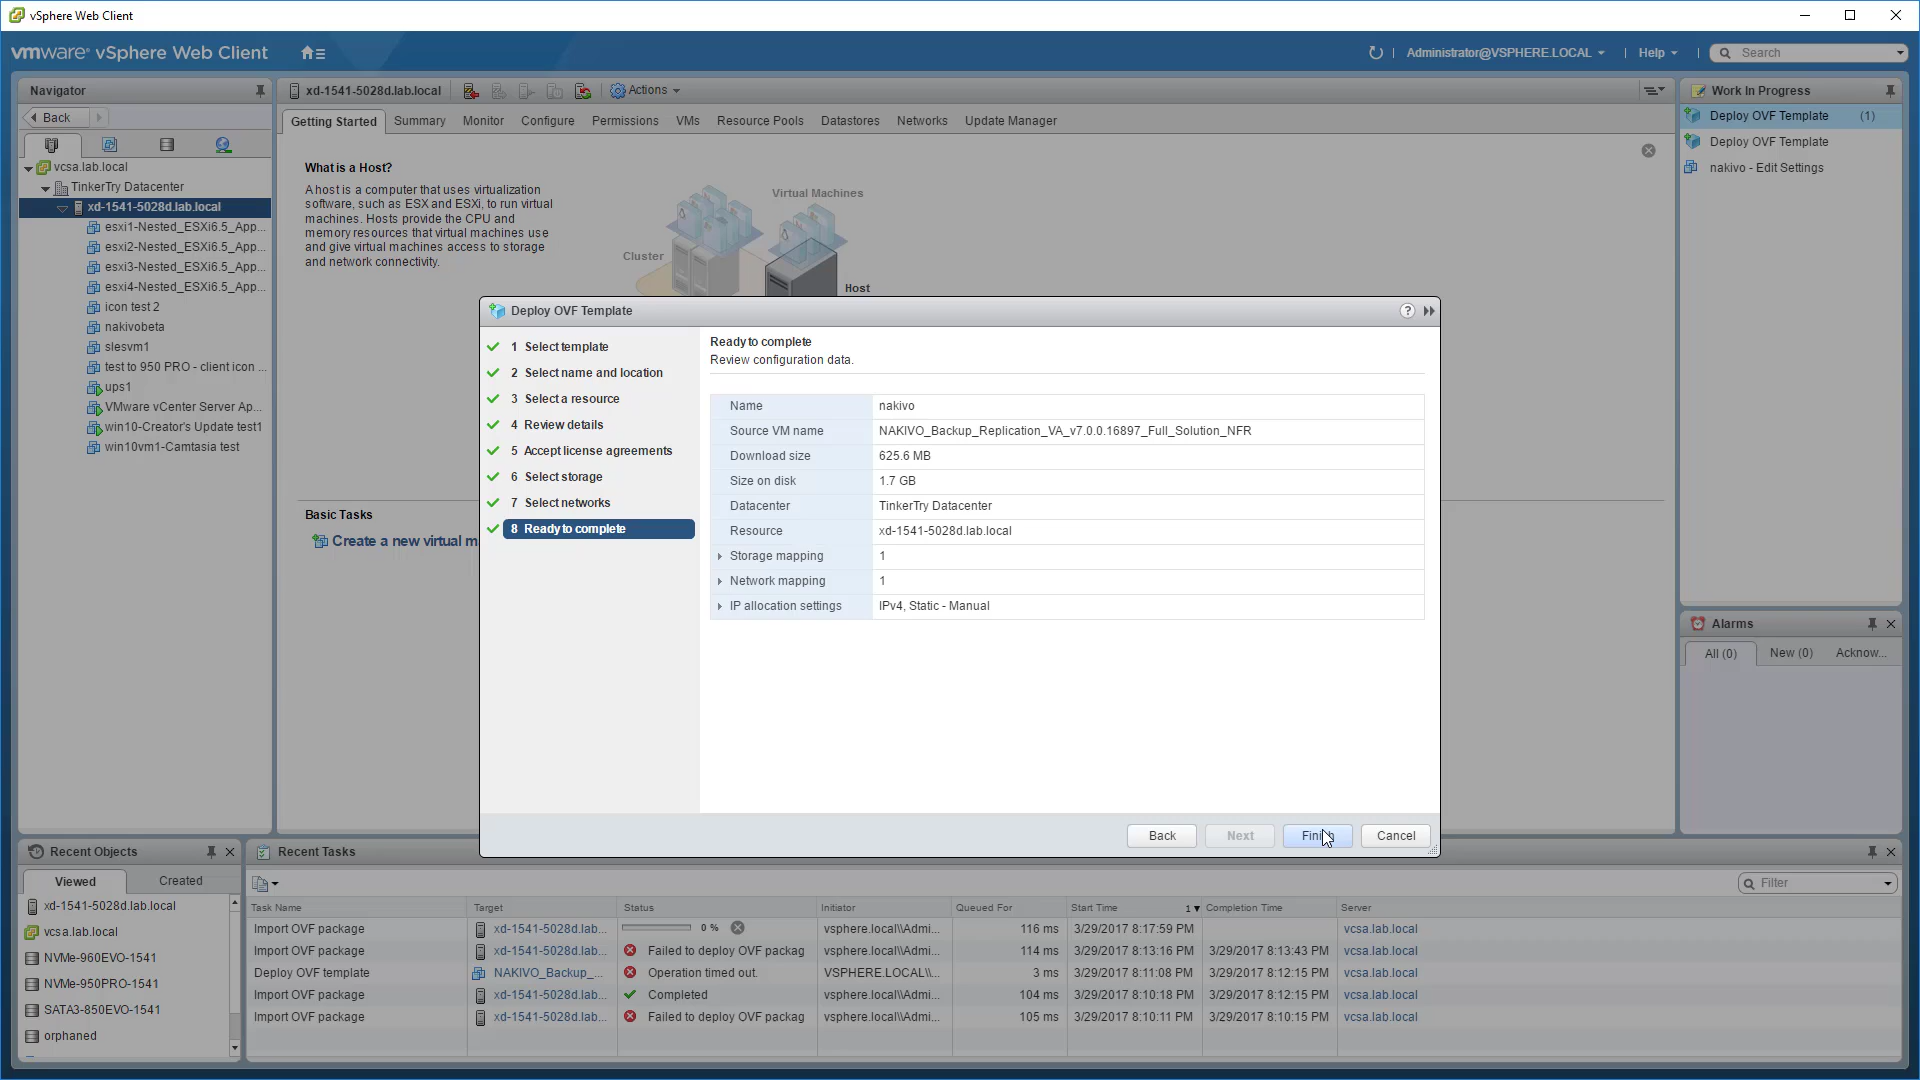 vSphere Web Client
vmware® vSphere Web Client
Administrator@VSPHERE.LOCAL
Help
Search
Navigator
Back
vcsa.lab.local
TinkerTry Datacenter
xd-1541-5028d.lab.local
esxi1-Nested_ESXi6.5_App...
esxi2-Nested_ESXi6.5_App...
esxi3-Nested_ESXi6.5_App...
esxi4-Nested_ESXi6.5_App...
icon test 2
nakivobeta
slesvm1
test to 950 PRO - client icon ...
ups1
VMware vCenter Server Ap...
win10-Creator's Update test1
win10vm1-Camtasia test
xd-1541-5028d.lab.local
Actions
Getting Started Summary Monitor Configure Permissions VMs Resource Pools Datastores Networks Update Manager
What is a Host?
A host is a computer that uses virtualization
software, such as ESX and ESXi, to run virtual
machines. Hosts provide the CPU and
memory resources that virtual machines use
and give virtual machines access to storage
and network connectivity.
Virtual Machines
Cluster
Host
Basic Tasks
Create a new virtual m
Work In Progress
Deploy OVF Template (1)
Deploy OVF Template
nakivo - Edit Settings
Alarms
All (0) New (0) Acknow...
Deploy OVF Template
?
1 Select template
2 Select name and location
3 Select a resource
4 Review details
5 Accept license agreements
6 Select storage
7 Select networks
8 Ready to complete
Ready to complete
Review configuration data.
Name nakivo
Source VM name NAKIVO_Backup_Replication_VA_v7.0.0.16897_Full_Solution_NFR
Download size 625.6 MB
Size on disk 1.7 GB
Datacenter TinkerTry Datacenter
Resource xd-1541-5028d.lab.local
Storage mapping 1
Network mapping 1
IP allocation settings IPv4, Static - Manual
Back Next Finish Cancel
Recent Objects
Viewed Created
xd-1541-5028d.lab.local
vcsa.lab.local
NVMe-960EVO-1541
NVMe-950PRO-1541
SATA3-850EVO-1541
orphaned
Recent Tasks
Filter
Task Name Target Status Initiator Queued For Start Time 1 Completion Time Server
Import OVF package xd-1541-5028d.lab... 0 % vsphere.local\\Admi... 116 ms 3/29/2017 8:17:59 PM vcsa.lab.local
Import OVF package xd-1541-5028d.lab... Failed to deploy OVF packag vsphere.local\\Admi... 114 ms 3/29/2017 8:13:16 PM 3/29/2017 8:13:43 PM vcsa.lab.local
Deploy OVF template NAKIVO_Backup_... Operation timed out. VSPHERE.LOCAL\\... 3 ms 3/29/2017 8:11:08 PM 3/29/2017 8:12:15 PM vcsa.lab.local
Import OVF package xd-1541-5028d.lab... Completed vsphere.local\\Admi... 104 ms 3/29/2017 8:10:18 PM 3/29/2017 8:12:15 PM vcsa.lab.local
Import OVF package xd-1541-5028d.lab... Failed to deploy OVF packag vsphere.local\\Admi... 105 ms 3/29/2017 8:10:11 PM 3/29/2017 8:10:15 PM vcsa.lab.local